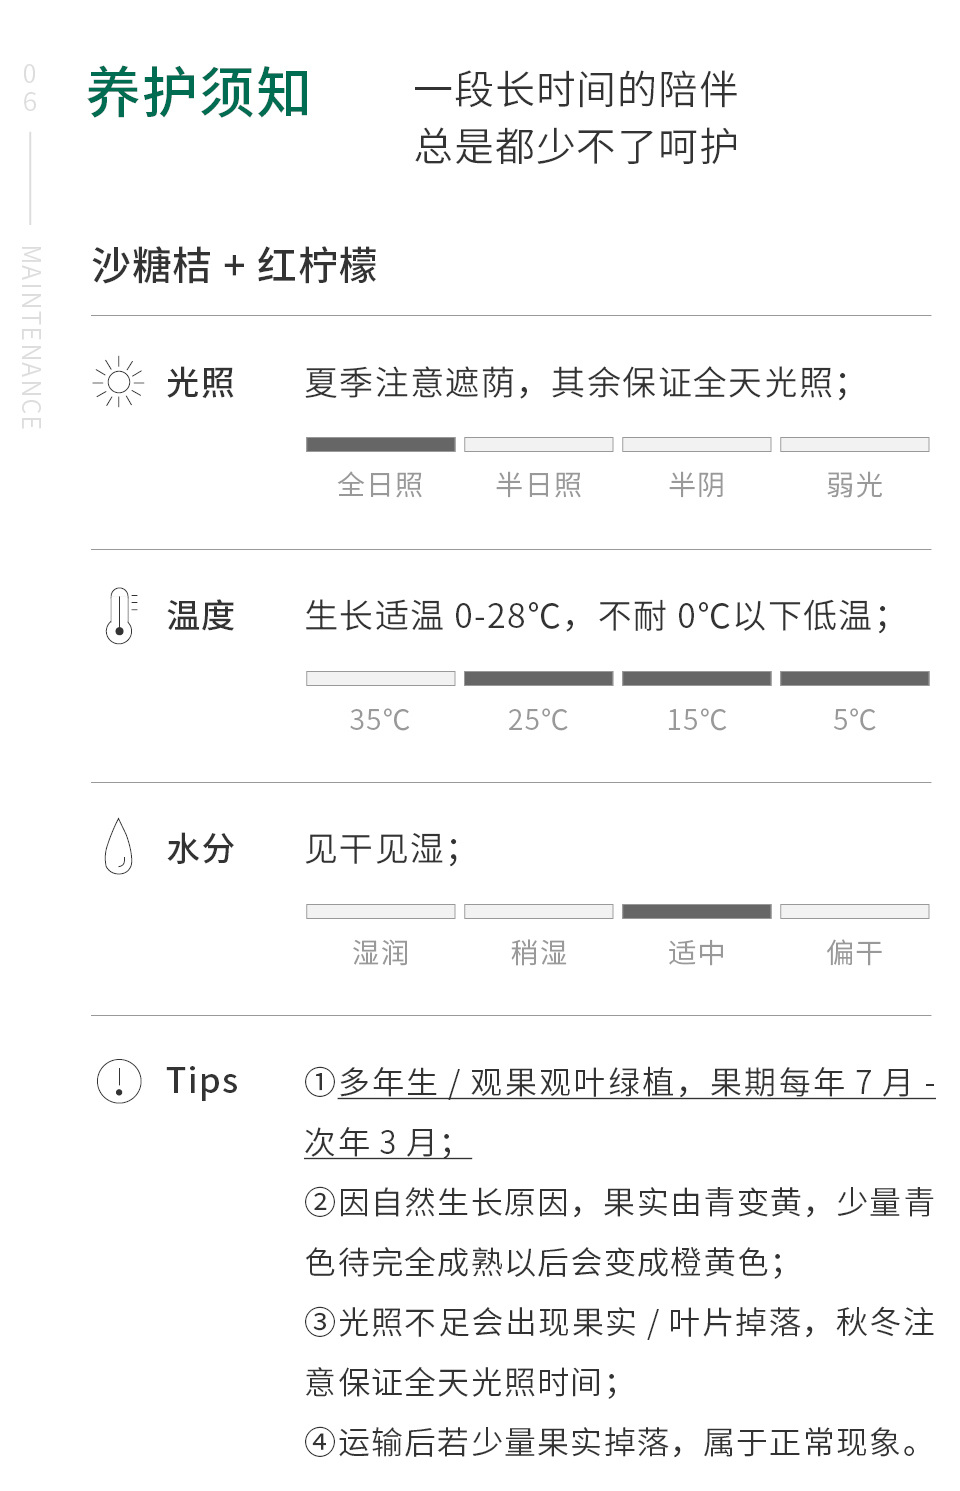 06
MAINTENANCE
养护须知
一段长时间的陪伴
总是都少不了呵护
沙糖桔 + 红柠檬
光照
夏季注意遮荫，其余保证全天光照；
全日照 半日照 半阴 弱光
温度
生长适温 0-28℃，不耐 0℃以下低温；
35℃ 25℃ 15℃ 5℃
水分
见干见湿；
湿润 稍湿 适中 偏干
Tips
①多年生 / 观果观叶绿植，果期每年 7 月 -
次年 3 月；
②因自然生长原因，果实由青变黄，少量青
色待完全成熟以后会变成橙黄色；
③光照不足会出现果实 / 叶片掉落，秋冬注
意保证全天光照时间；
④运输后若少量果实掉落，属于正常现象。